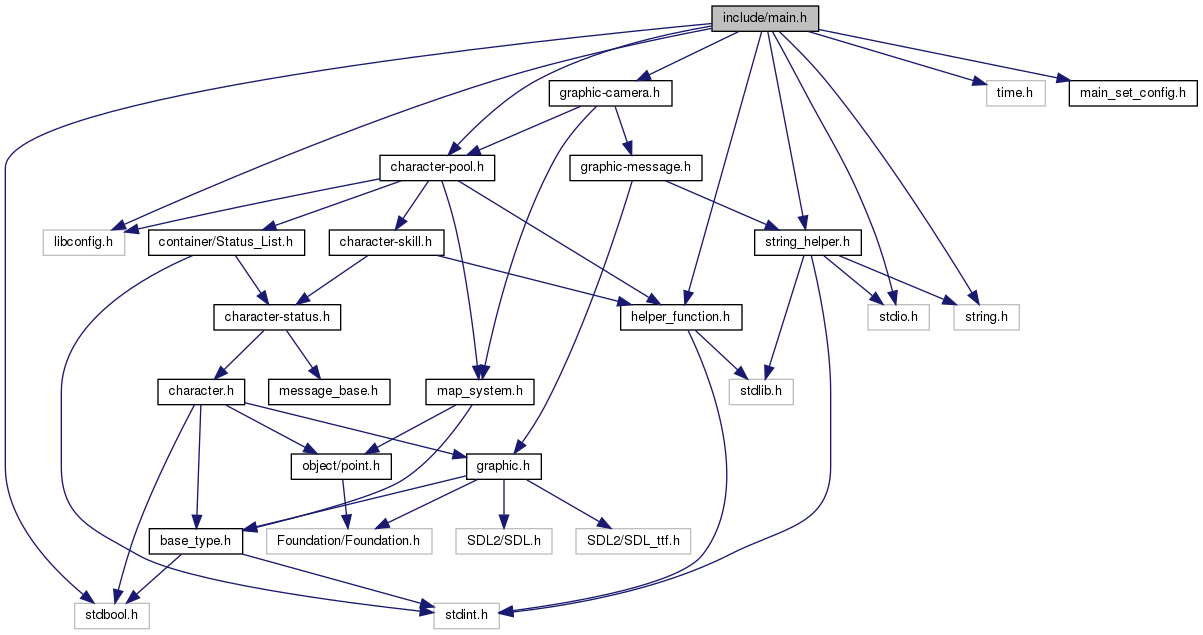 include/main.h
graphic-camera.h
time.h
main_set_config.h
character-pool.h
graphic-message.h
libconfig.h
container/Status_List.h
character-skill.h
string_helper.h
character-status.h
helper_function.h
stdio.h
string.h
character.h
message_base.h
map_system.h
stdlib.h
object/point.h
graphic.h
base_type.h
Foundation/Foundation.h
SDL2/SDL.h
SDL2/SDL_ttf.h
stdbool.h
stdint.h